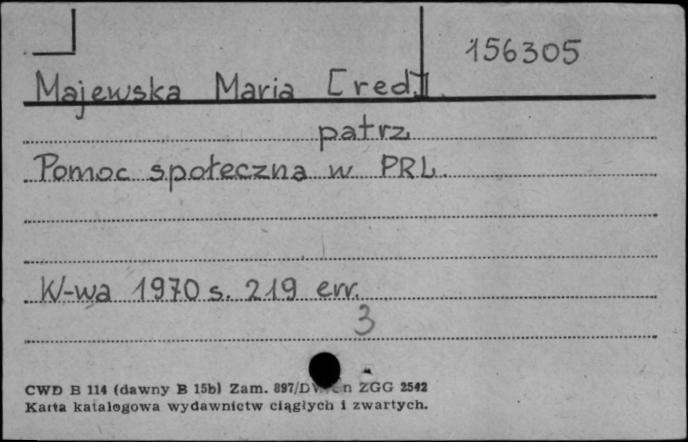 156305
Majewska Maria [red.]
patrz
Pomoc społeczna w PRL.
W-wa 1970 s. 219 err.
3
CWD B 114 (dawny B 15b) Zam. 897/ ZGG 2542
Karta katalogowa wydawnictw ciągłych i zwartych.